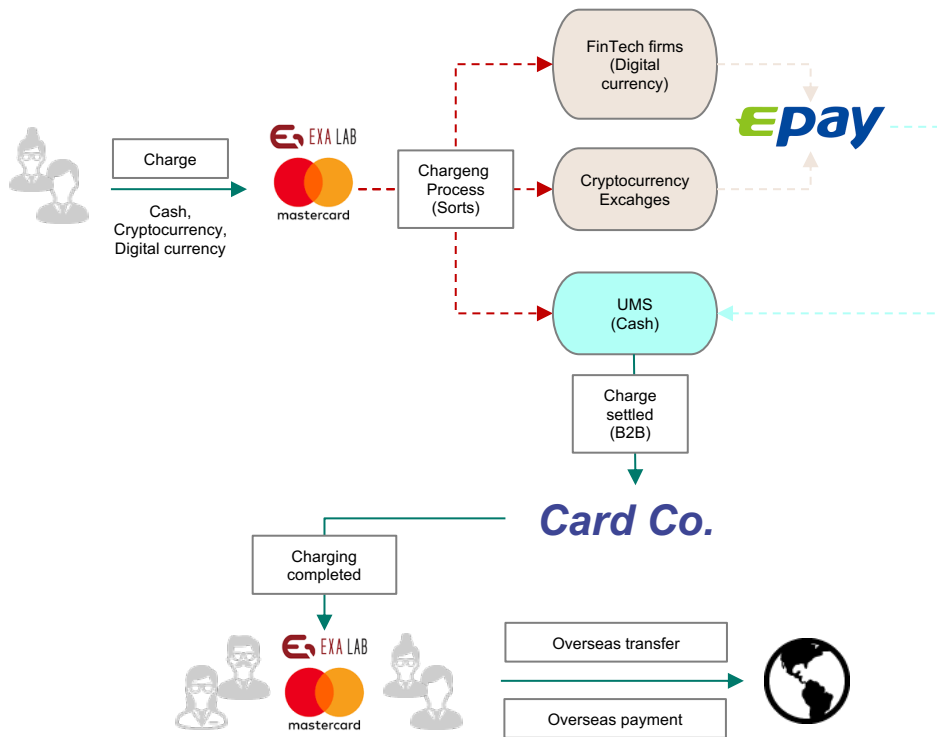 FinTech firms
(Digital
currency)
Epay
EXA LAB
Charge
mastercard
Cash,
Cryptocurrency,
Digital currency
Chargeng
Process
(Sorts)
Cryptocurrency
Excahges
UMS
(Cash)
Charge
settled
(B2B)
Card Co.
Charging
completed
EXA LAB
mastercard
Overseas transfer
Overseas payment